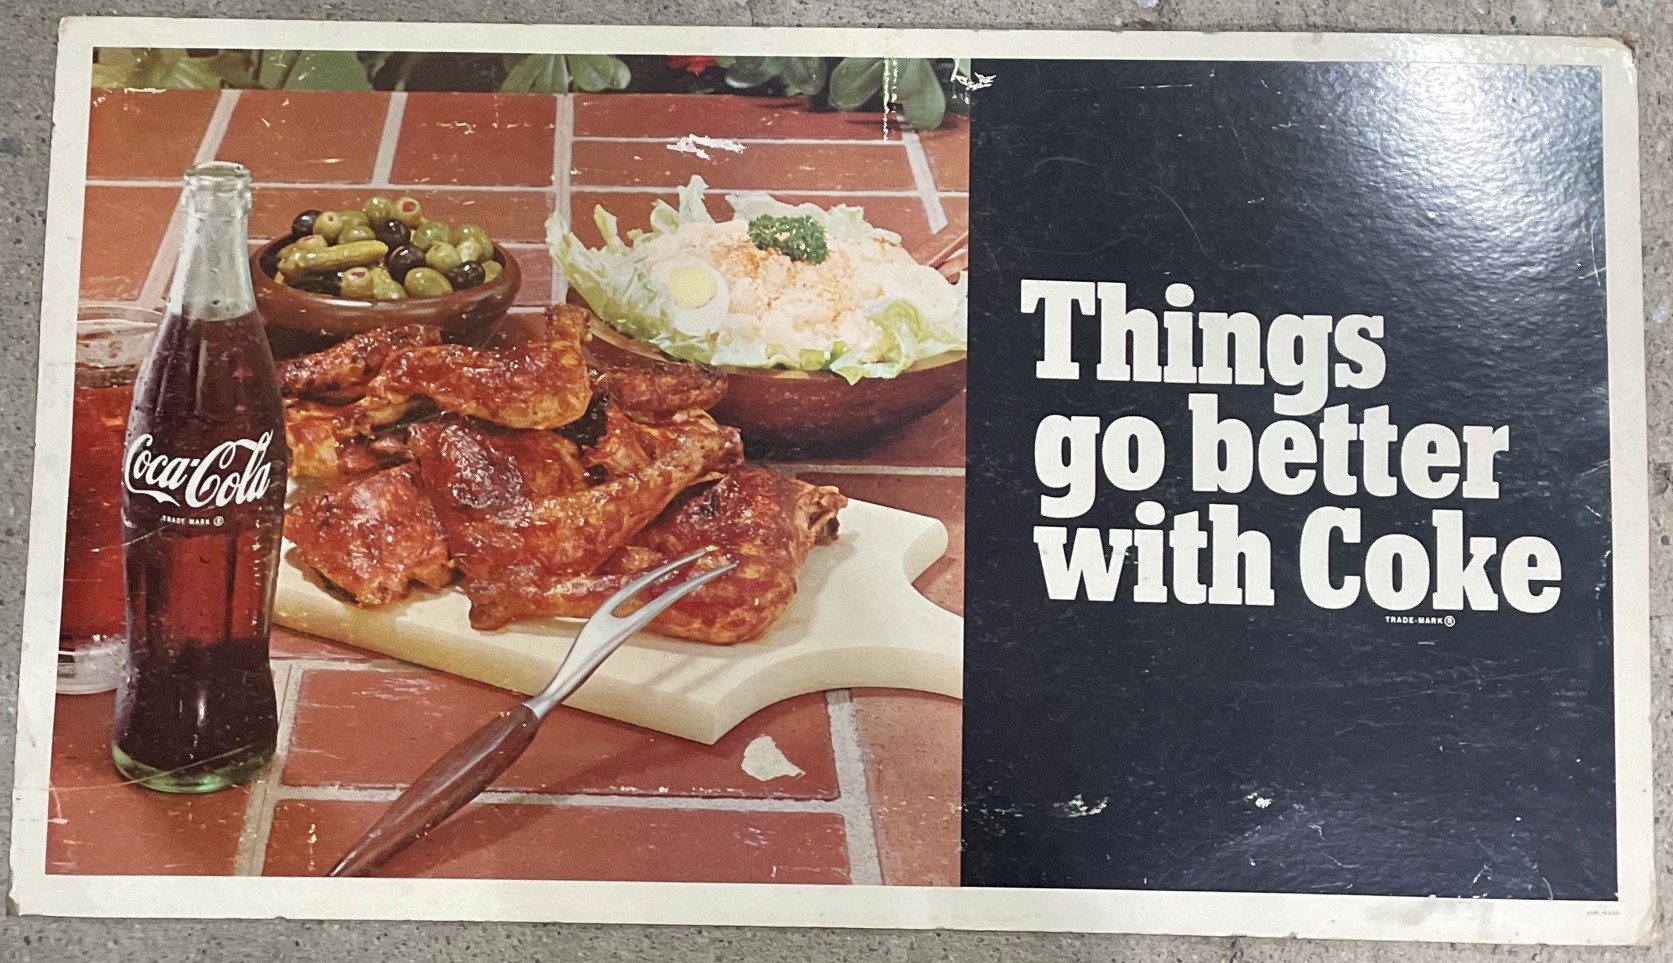 Coca-Cola
TRADE MARK ®
Things
go better
with Coke
TRADE-MARK ®